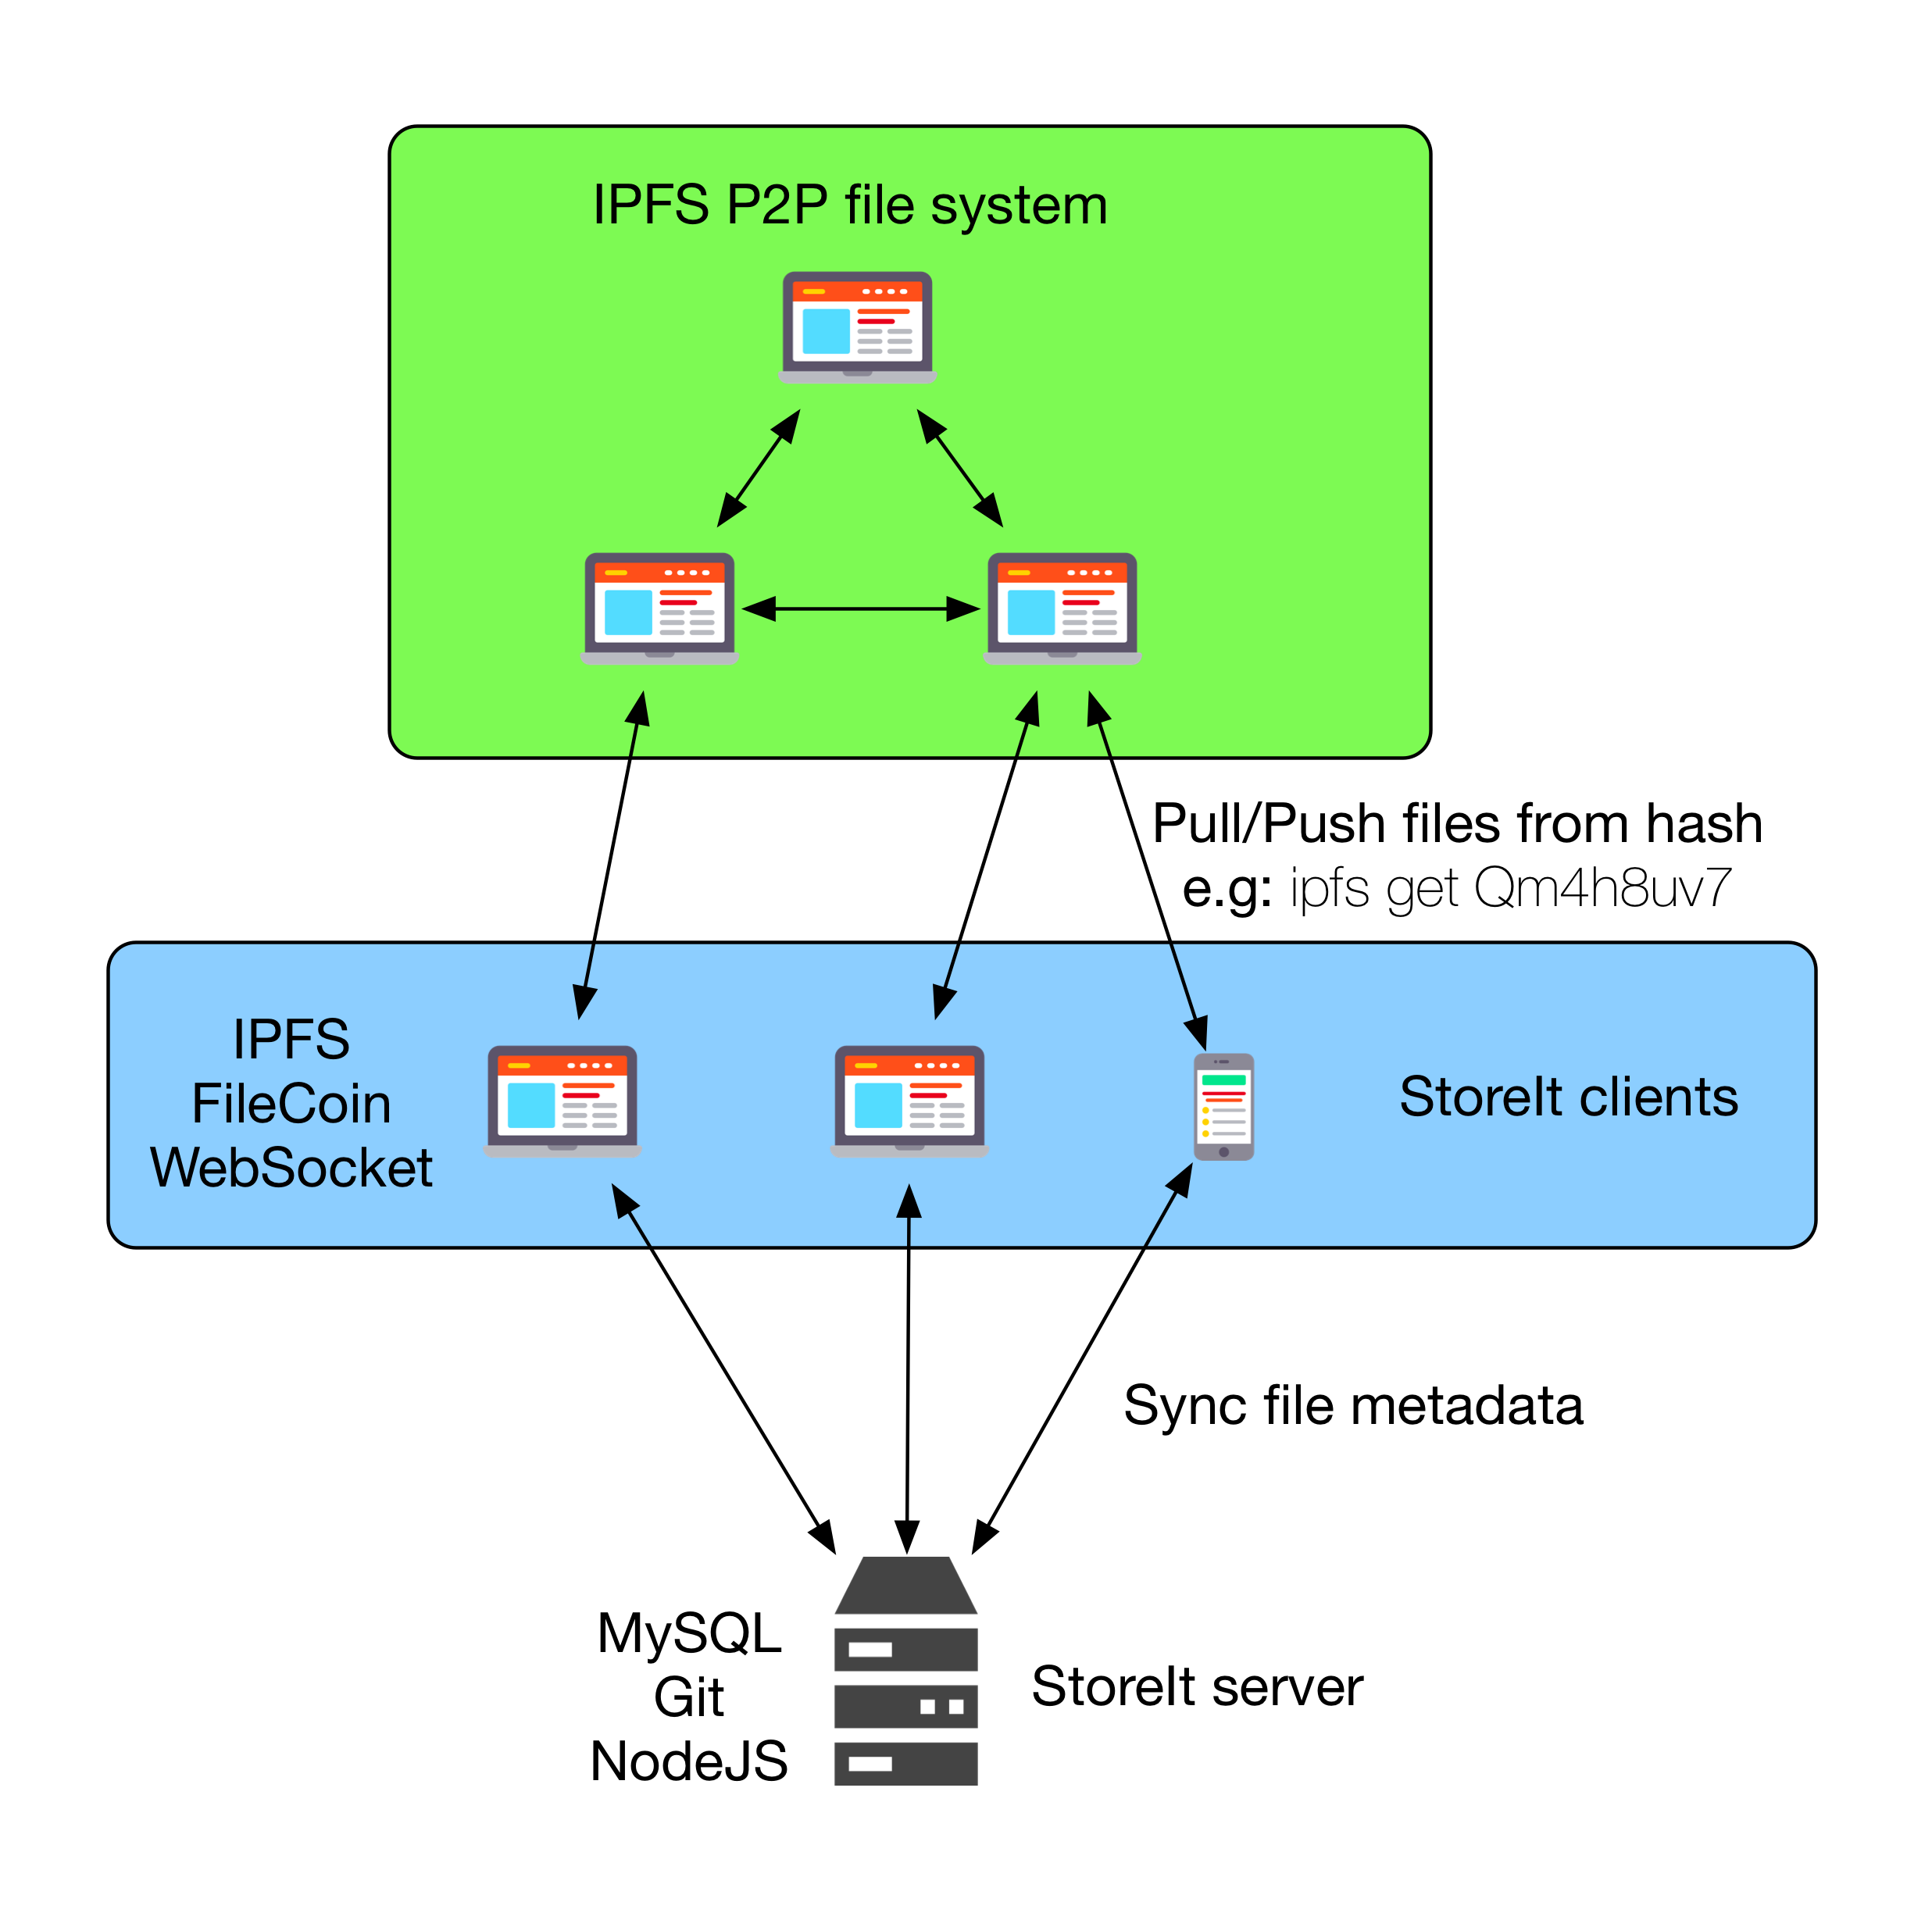 IPFS P2P file system
Pull/Push files from hash
e.g: ipfs get Qm4h8uv7
IPFS
FileCoin
WebSocket
StoreIt clients
Sync file metadata
MySQL
Git
NodeJS
StoreIt server